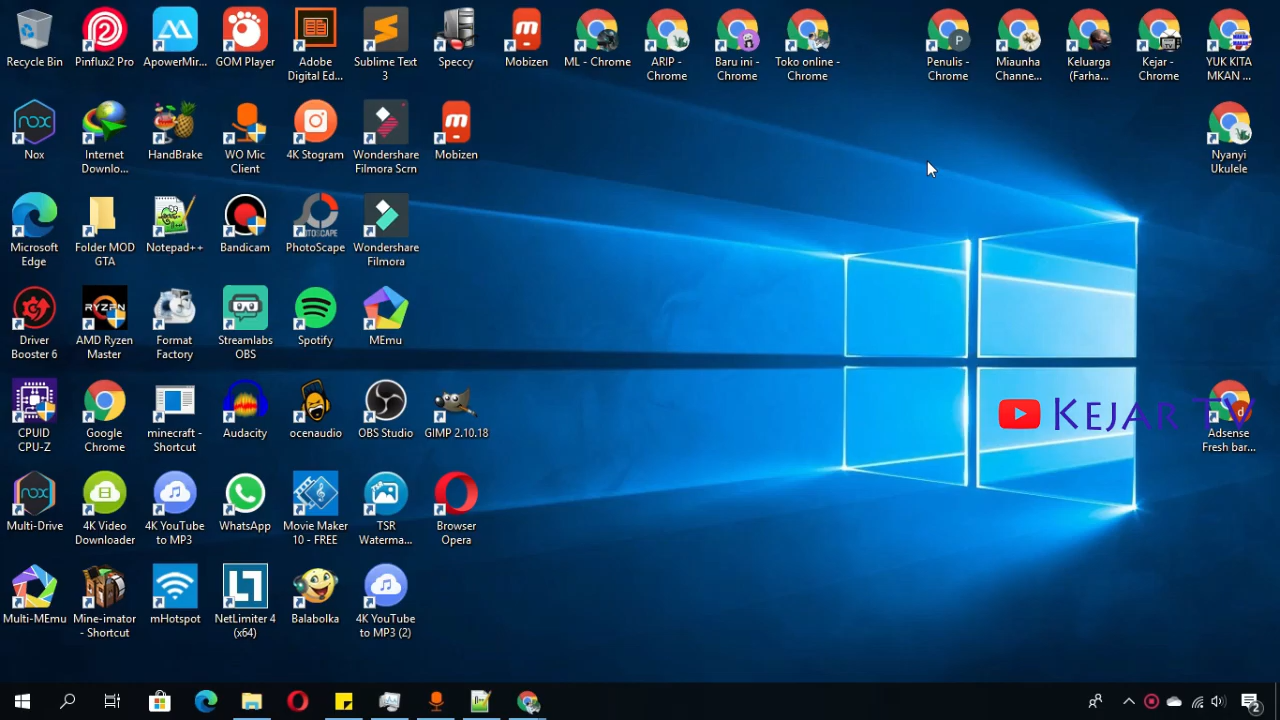 Recycle Bin
Pinflux2 Pro
ApowerMir...
GOM Player
Adobe
Digital Ed...
Sublime Text
3
Speccy
Mobizen
ML - Chrome
ARIP -
Chrome
Baru ini -
Chrome
Toko online -
Chrome
Penulis -
Chrome
Miaunha
Channe...
Keluarga
(Farha...
Kejar -
Chrome
YUK KITA
MKAN ...
Nox
Internet
Downlo...
HandBrake
WO Mic
Client
4K Stogram
Wondershare
Filmora Scrn
Mobizen
Nyanyi
Ukulele
Microsoft
Edge
Folder MOD
GTA
Notepad++
Bandicam
PhotoScape
Wondershare
Filmora
Driver
Booster 6
RYZEN
AMD Ryzen
Master
Format
Factory
Streamlabs
OBS
Spotify
MEmu
CPUID
CPU-Z
Google
Chrome
minecraft -
Shortcut
Audacity
ocenaudio
OBS Studio
GIMP 2.10.18
KEJAR TV
Adsense
Fresh bar...
Multi-Drive
4K Video
Downloader
4K YouTube
to MP3
WhatsApp
Movie Maker
10 - FREE
TSR
Waterma...
Browser
Opera
Multi-MEmu
Mine-imator
- Shortcut
mHotspot
NetLimiter 4
(x64)
Balabolka
4K YouTube
to MP3 (2)
2